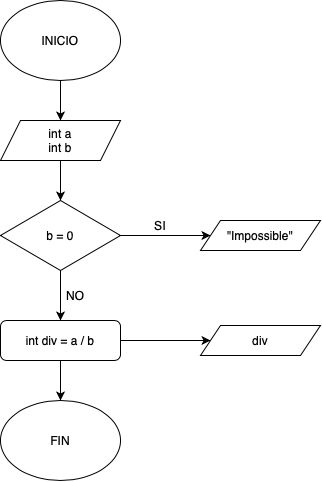 INICIO
int a
int b
b = 0
SI
"Impossible"
NO
int div = a / b
div
FIN